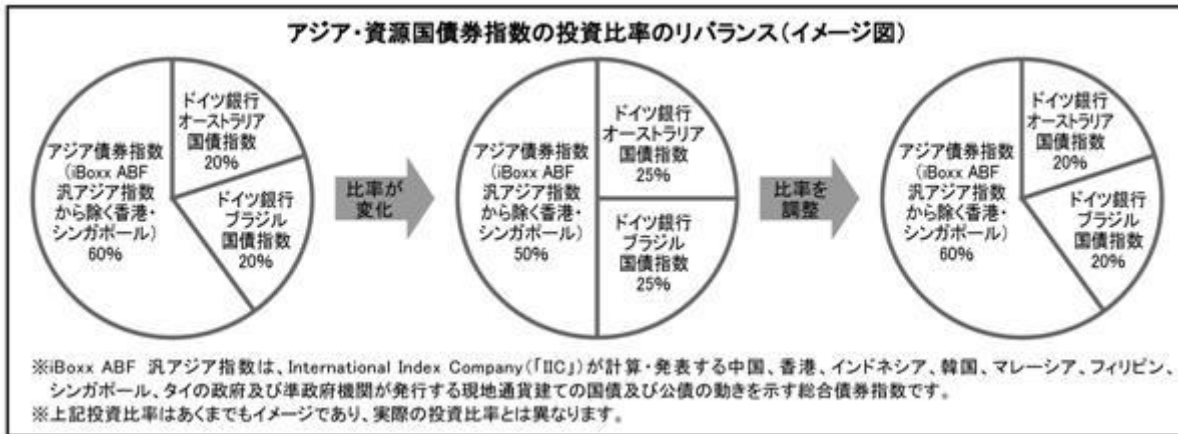 アジア・資源国債券指数の投資比率のリバランス(イメージ図)
アジア債券指数
(iBoxx ABF
汎アジア指数
から除く香港・
シンガポール)
60%
ドイツ銀行
オーストラリア
国債指数
20%
ドイツ銀行
ブラジル
国債指数
20%
比率が
変化
アジア債券指数
(iBoxx ABF
汎アジア指数
から除く香港・
シンガポール)
50%
ドイツ銀行
オーストラリア
国債指数
25%
ドイツ銀行
ブラジル
国債指数
25%
比率を
調整
アジア債券指数
(iBoxx ABF
汎アジア指数
から除く香港・
シンガポール)
60%
ドイツ銀行
オーストラリア
国債指数
20%
ドイツ銀行
ブラジル
国債指数
20%
※iBoxx ABF 汎アジア指数は、International Index Company(「IIC」)が計算・発表する中国、香港、インドネシア、韓国、マレーシア、フィリピン、
シンガポール、タイの政府及び準政府機関が発行する現地通貨建ての国債及び公債の動きを示す総合債券指数です。
※上記投資比率はあくまでもイメージであり、実際の投資比率とは異なります。